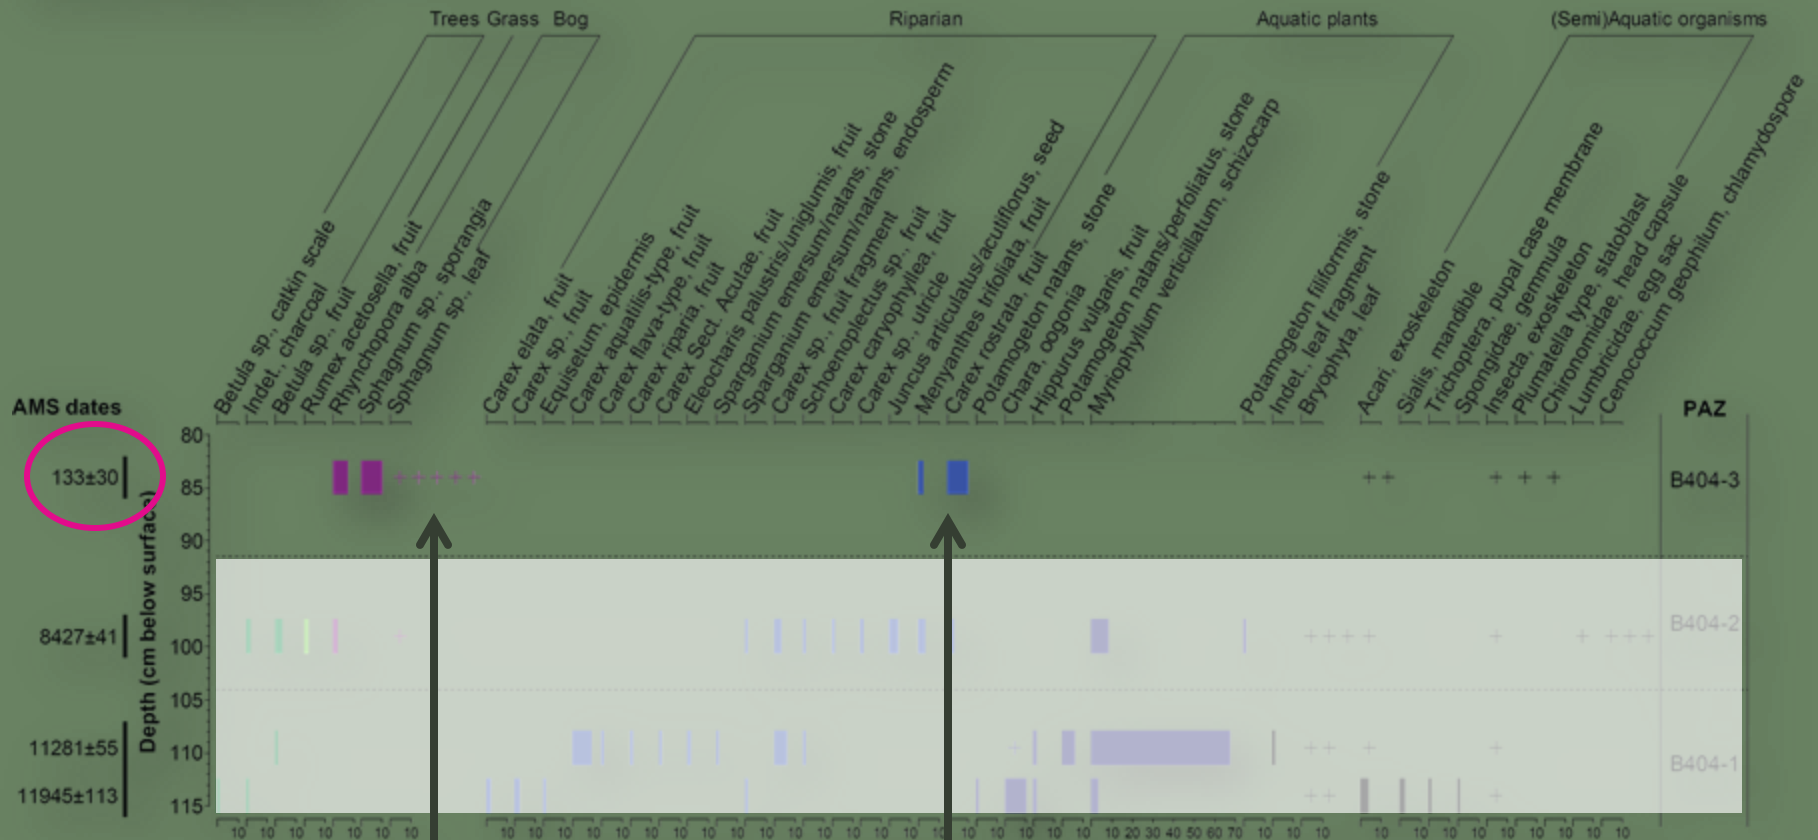 Trees Grass Bog Riparian Aquatic plants (Semi)Aquatic organisms
Betula sp., catkin scale
Indet., charcoal
Betula sp., fruit
Rumex acetosella, fruit
Rhynchopora alba
Sphagnum sp., sporangia
Sphagnum sp., leaf
Carex elata, fruit
Carex sp., fruit
Equisetum, epidermis
Carex aquatilis-type, fruit
Carex flava-type, fruit
Carex riparia, fruit
Carex Sect. Acutae, fruit
Eleocharis palustris/uniglumis, fruit
Sparganium emersum/natans, stone
Sparganium emersum/natans, endosperm
Carex sp., fruit fragment
Schoenoplectus sp., fruit
Carex caryophyllea, fruit
Carex sp., utricle
Juncus articulatus/acutiflorus, seed
Menyanthes trifoliata, fruit
Carex rostrata, fruit
Potamogeton natans, stone
Chara, oogonia
Hippurus vulgaris, fruit
Potamogeton natans/perfoliatus, stone
Myriophyllum verticillatum, schizocarp
Potamogeton filiformis, stone
Indet., leaf fragment
Bryophyta, leaf
Acari, exoskeleton
Sialis, mandible
Trichoptera, pupal case membrane
Spongidae, gemmula
Insecta, exoskeleton
Plumatella type, statoblast
Chironomidae, head capsule
Lumbricidae, egg sac
Cenococcum geophilum, chlamydospore
AMS dates
PAZ
133±30
8427±41
11281±55
11945±113
Depth (cm below surface)
80
85
90
95
100
105
110
115
B404-3
B404-2
B404-1
10 10 10 10 10 10 10 10 10 10 10 10 10 10 10 10 10 10 10 10 10 10 10 10 10 10 10 10 10 20 30 40 50 60 70 10 10 10 10 10 10 10 10 10 10 10 10